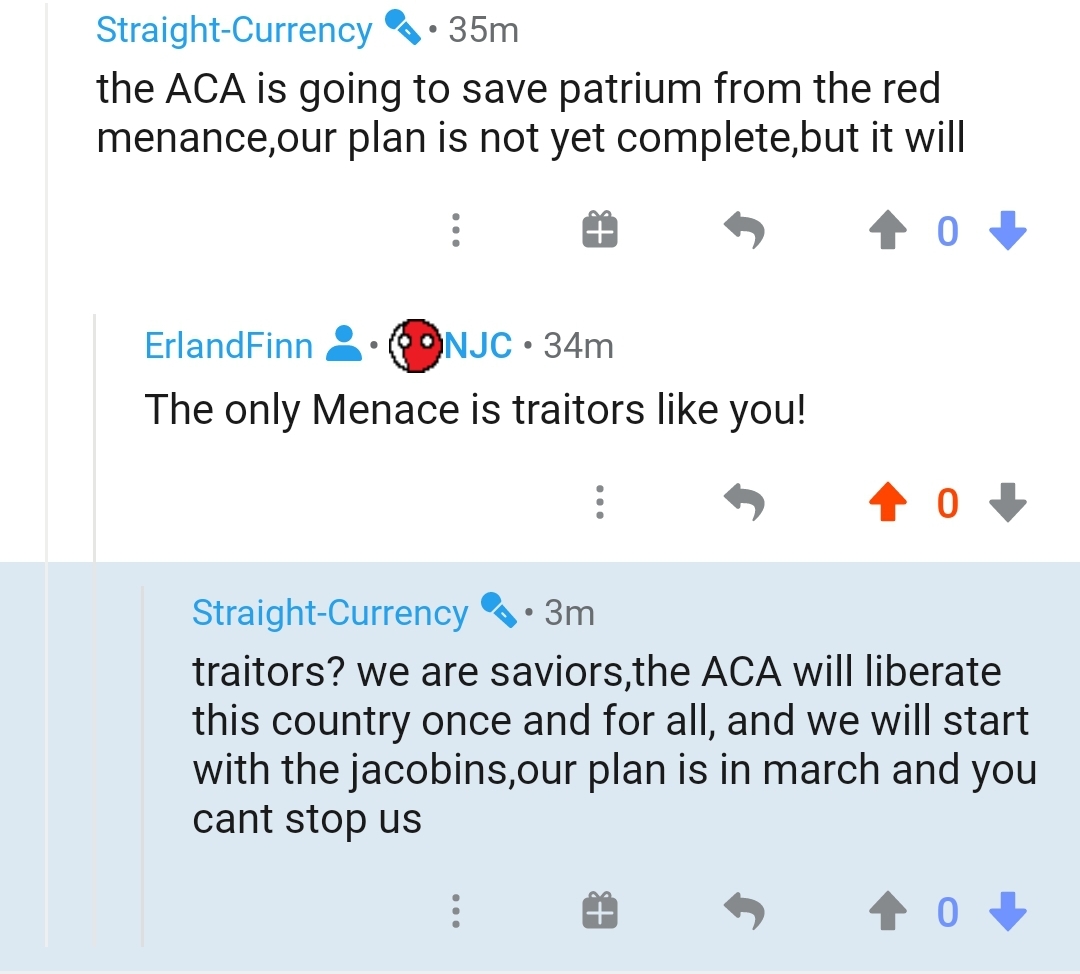 Straight-Currency • 35m
the ACA is going to save patrium from the red
menance,our plan is not yet complete,but it will
0
ErlandFinn • NJC • 34m
The only Menace is traitors like you!
0
Straight-Currency • 3m
traitors? we are saviors,the ACA will liberate
this country once and for all, and we will start
with the jacobins,our plan is in march and you
cant stop us
0